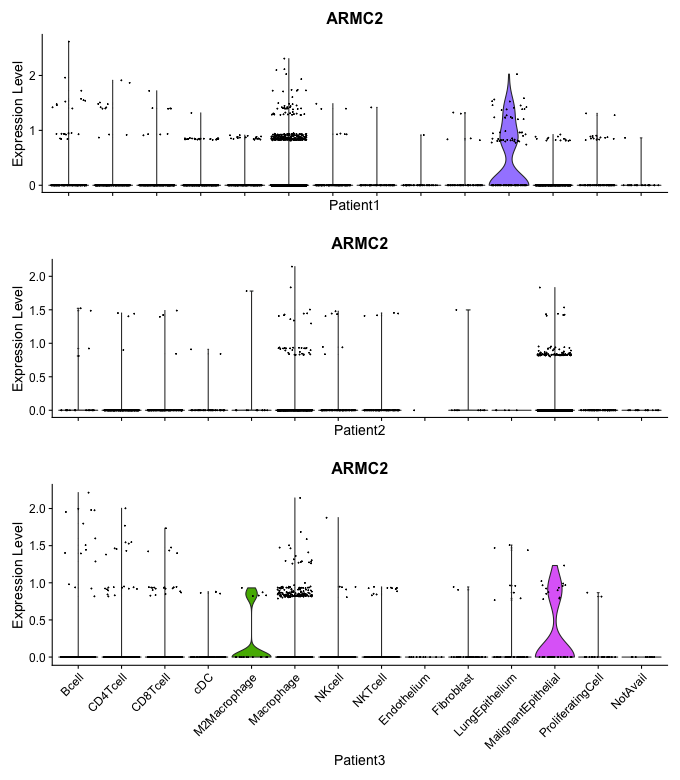 ARMC2
Expression Level
2
1
0
Patient1
ARMC2
Expression Level
2.0
1.5
1.0
0.5
0.0
Patient2
ARMC2
Expression Level
2.0
1.5
1.0
0.5
0.0
Bcell
CD4Tcell
CD8Tcell
cDC
M2Macrophage
Macrophage
NKcell
NKTcell
Endothelium
Fibroblast
LungEpithelium
MalignantEpithelial
ProliferatingCell
NotAvail
Patient3